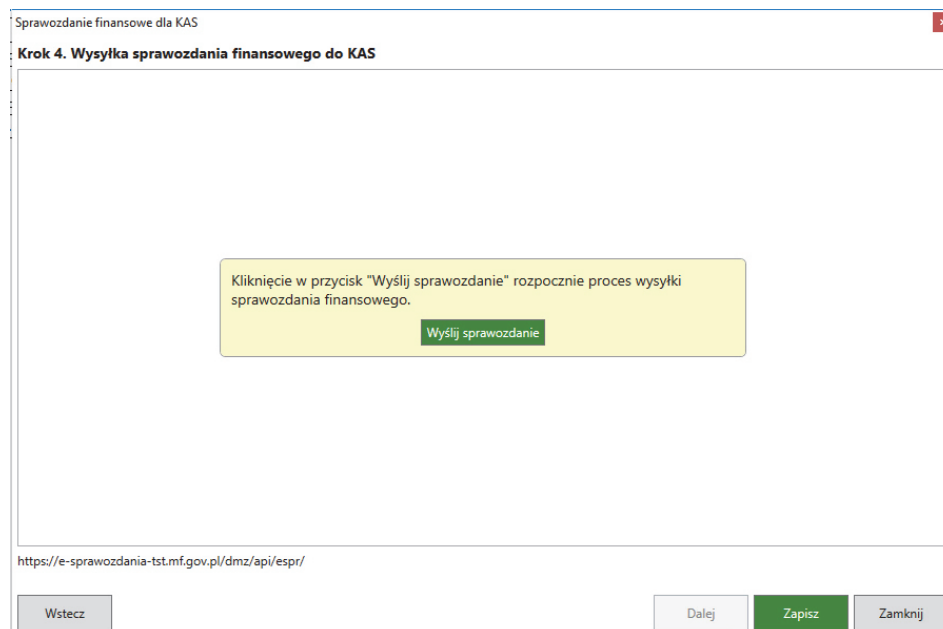 Sprawozdanie finansowe dla KAS
Krok 4. Wysyłka sprawozdania finansowego do KAS
Kliknięcie w przycisk "Wyślij sprawozdanie" rozpocznie proces wysyłki
sprawozdania finansowego.
Wyślij sprawozdanie
https://e-sprawozdania-tst.mf.gov.pl/dmz/api/espr/
Wstecz
Dalej
Zapisz
Zamknij